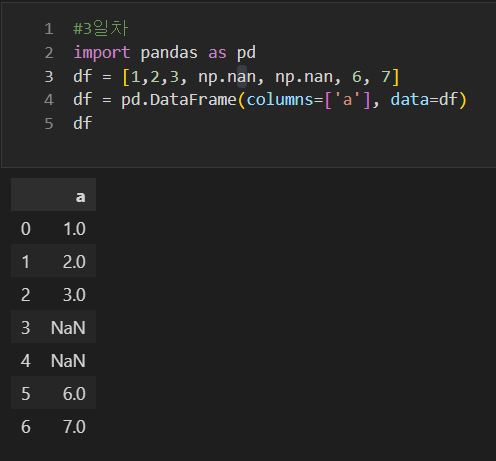 1 #3일차
2 import pandas as pd
3 df = [1,2,3, np.nan, np.nan, 6, 7]
4 df = pd.DataFrame(columns=['a'], data=df)
5 df
a
0 1.0
1 2.0
2 3.0
3 NaN
4 NaN
5 6.0
6 7.0